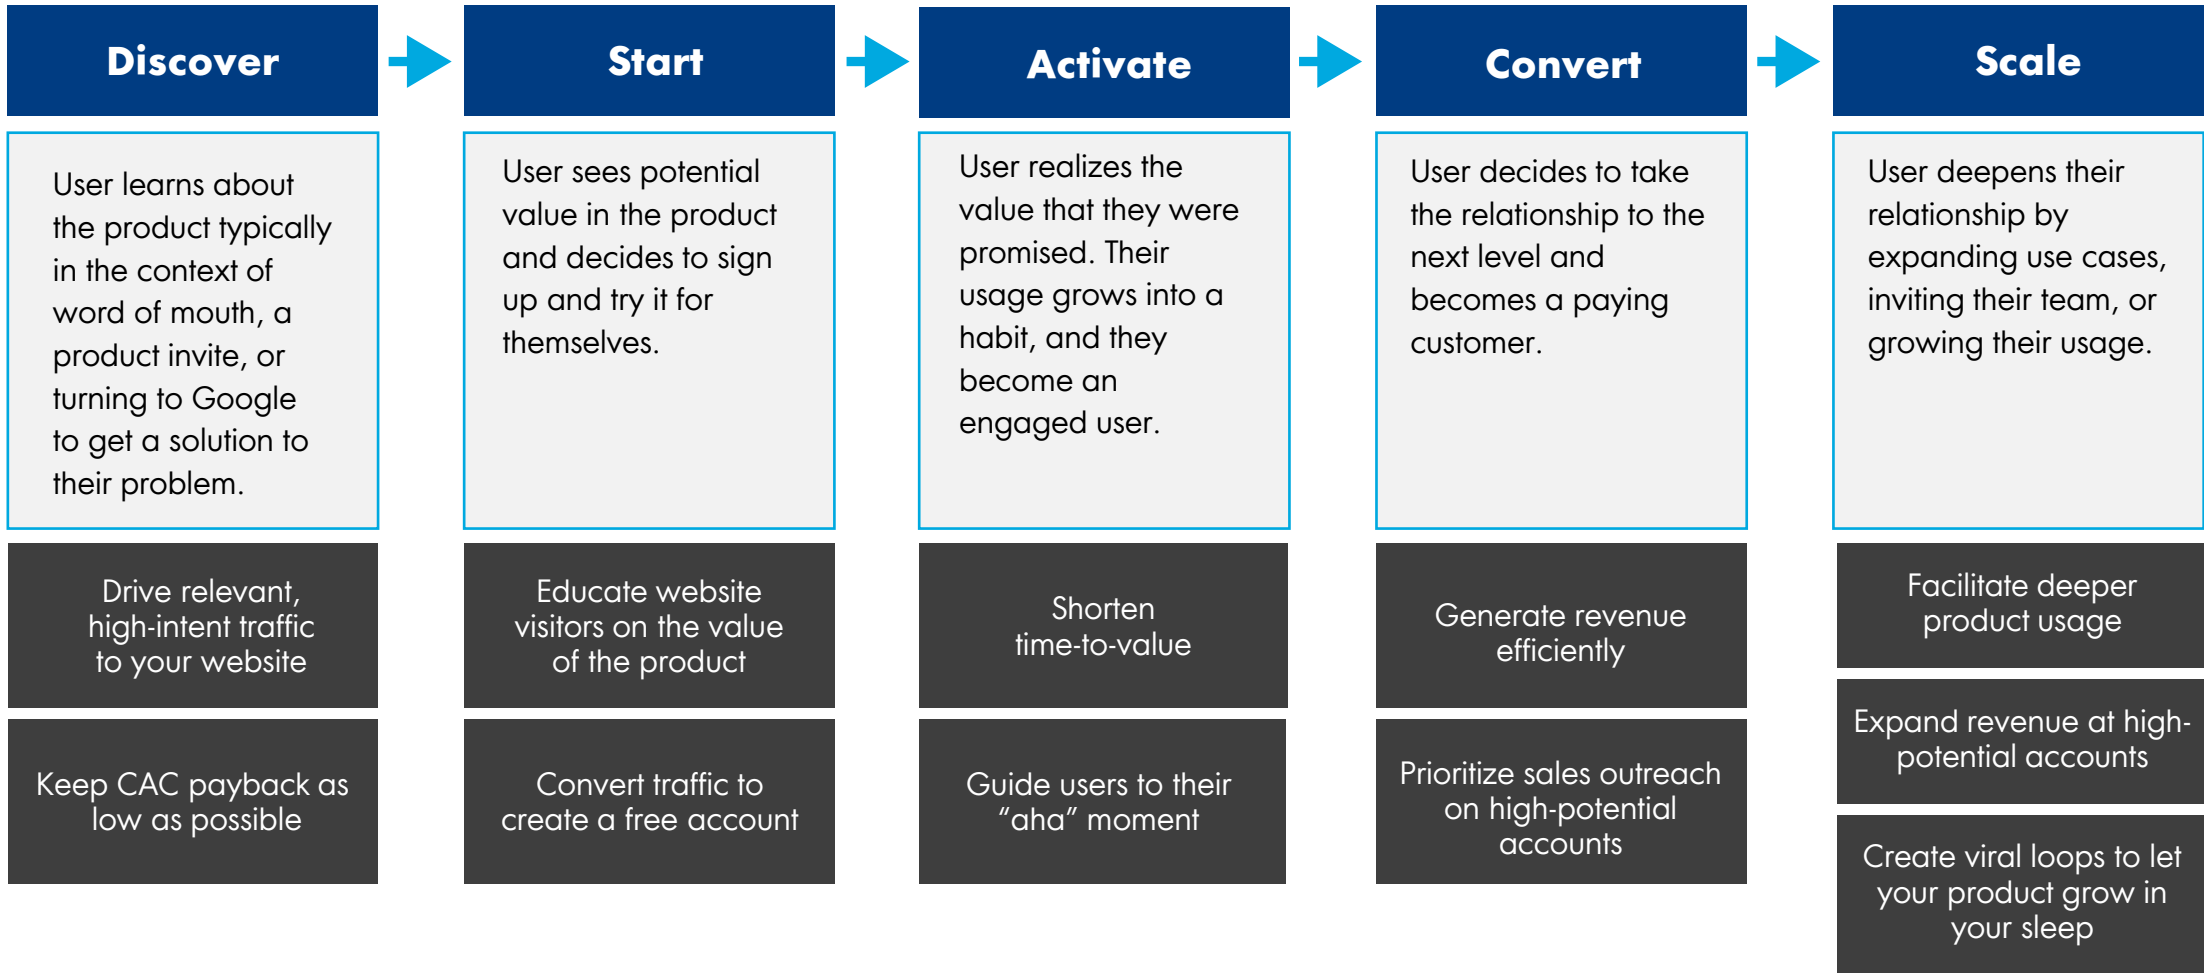 Discover
Start
Activate
Convert
Scale
User learns about
the product typically
in the context of
word of mouth, a
product invite, or
turning to Google
to get a solution to
their problem.
User sees potential
value in the product
and decides to sign
up and try it for
themselves.
User realizes the
value that they were
promised. Their
usage grows into a
habit, and they
become an
engaged user.
User decides to take
the relationship to the
next level and
becomes a paying
customer.
User deepens their
relationship by
expanding use cases,
inviting their team, or
growing their usage.
Drive relevant,
high-intent traffic
to your website
Educate website
visitors on the value
of the product
Shorten
time-to-value
Generate revenue
efficiently
Facilitate deeper
product usage
Keep CAC payback as
low as possible
Convert traffic to
create a free account
Guide users to their
“aha” moment
Prioritize sales outreach
on high-potential
accounts
Expand revenue at high-
potential accounts
Create viral loops to let
your product grow in
your sleep